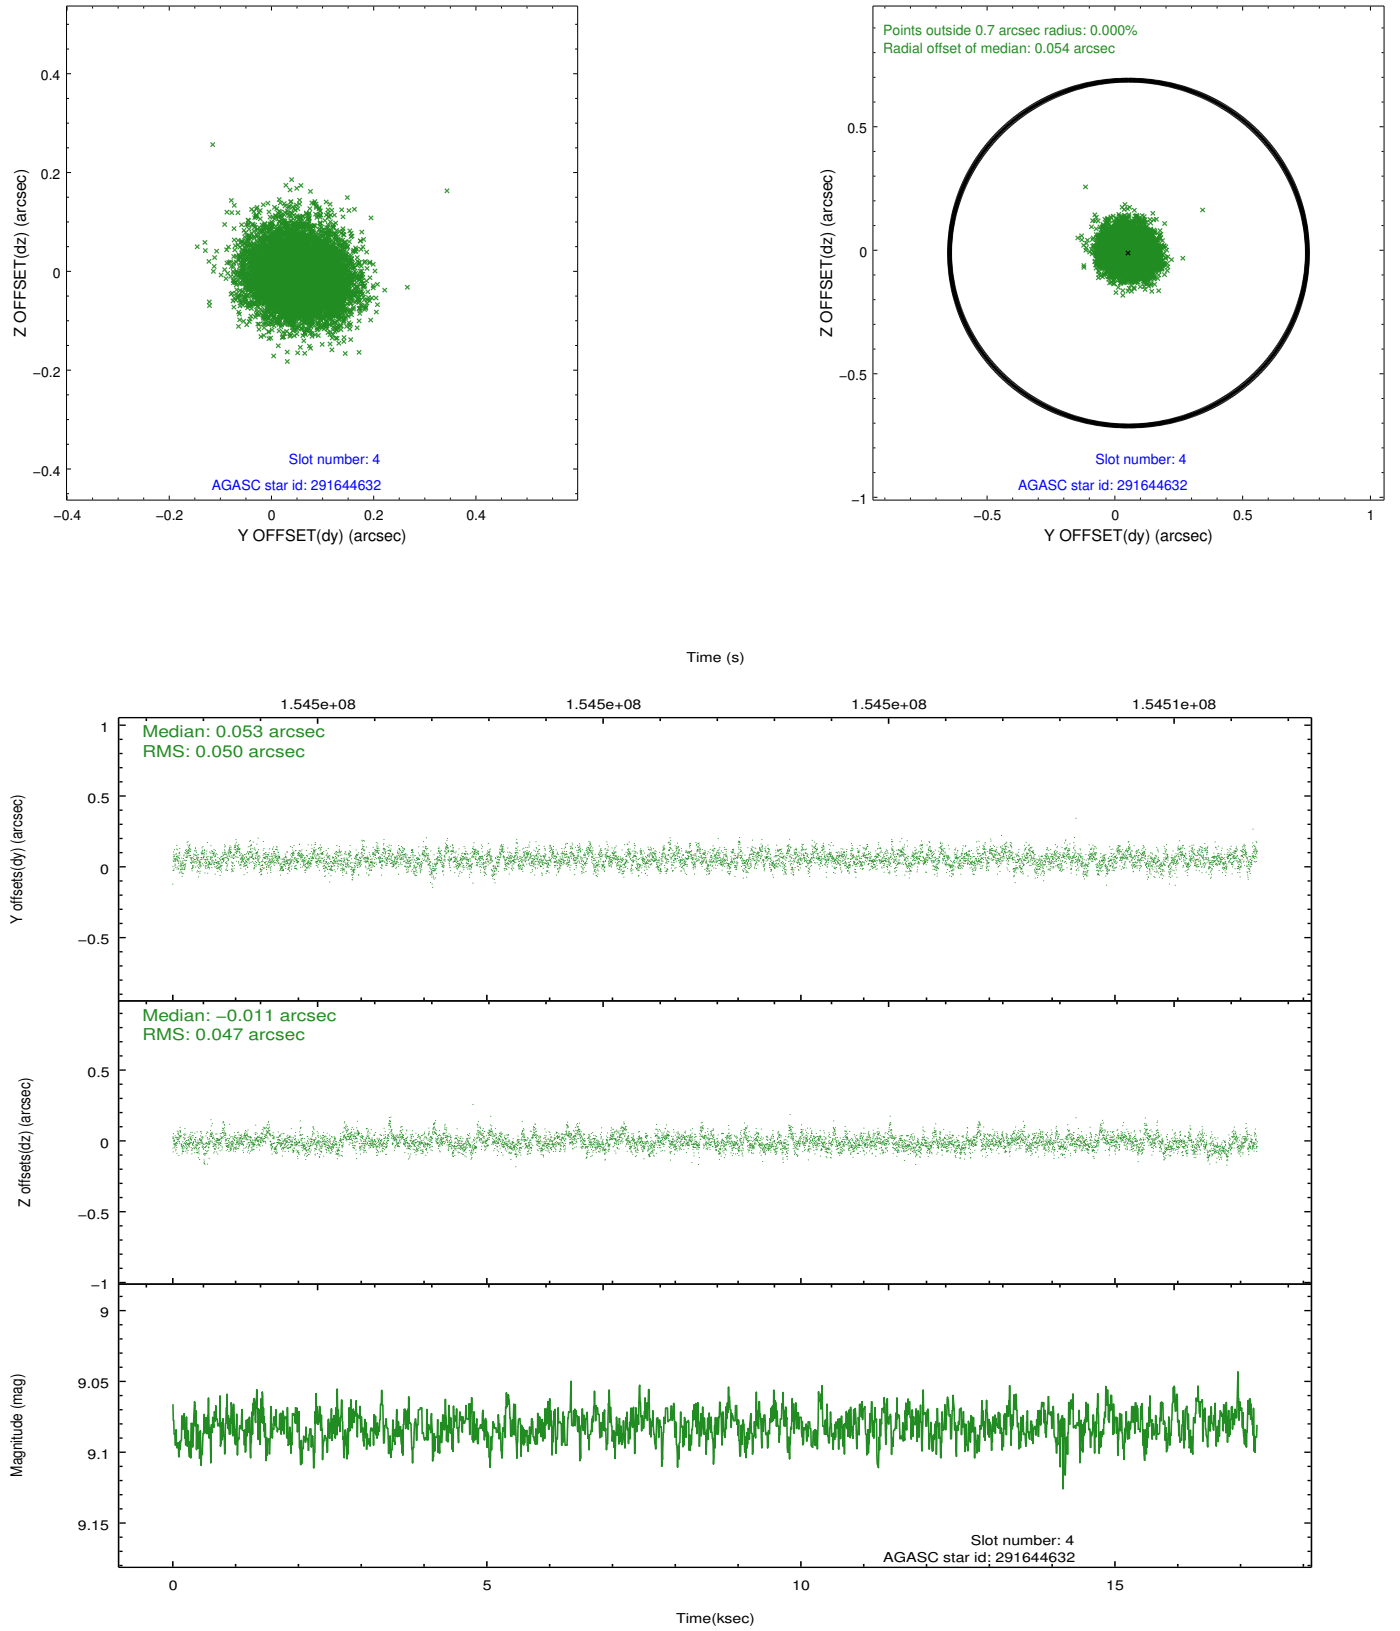 0.4
0.2
0
−0.2
−0.4
Z OFFSET(dz) (arcsec)
Slot number: 4
AGASC star id: 291644632
−0.4 −0.2 0 0.2 0.4
Y OFFSET(dy) (arcsec)
Points outside 0.7 arcsec radius: 0.000%
Radial offset of median: 0.054 arcsec
0.5
0
−0.5
−1
Z OFFSET(dz) (arcsec)
Slot number: 4
AGASC star id: 291644632
−0.5 0 0.5 1
Y OFFSET(dy) (arcsec)
Time (s)
1.545e+08 1.545e+08 1.545e+08 1.5451e+08
Median: 0.053 arcsec
RMS: 0.050 arcsec
1
0.5
0
−0.5
Y offsets(dy) (arcsec)
Median: −0.011 arcsec
RMS: 0.047 arcsec
0.5
0
−0.5
−1
Z offsets(dz) (arcsec)
9
9.05
9.1
9.15
Magnitude (mag)
Slot number: 4
AGASC star id: 291644632
0 5 10 15
Time(ksec)